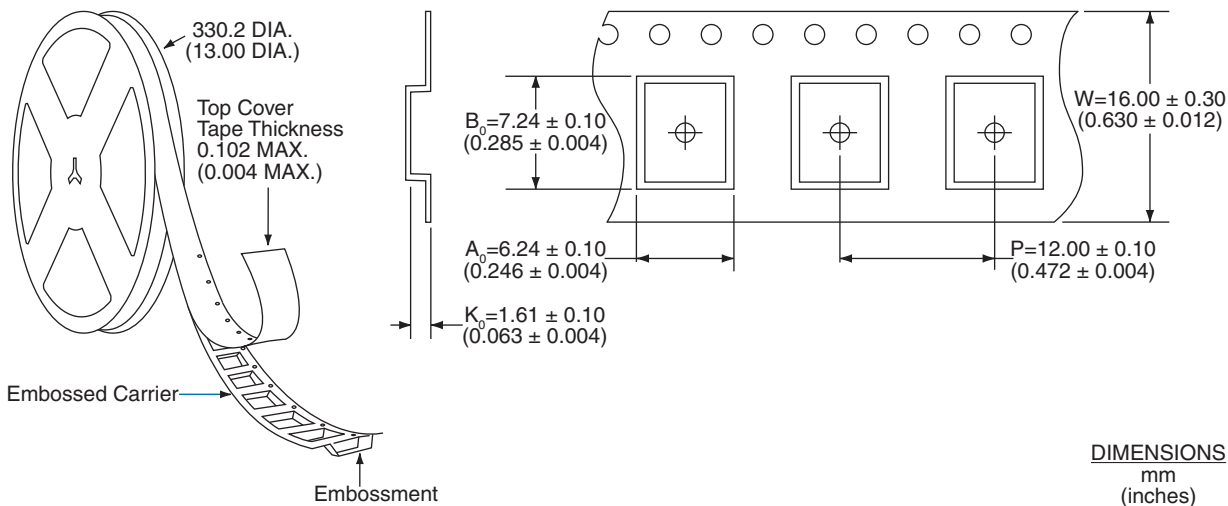 330.2 DIA.
(13.00 DIA.)
Top Cover
Tape Thickness
0.102 MAX.
(0.004 MAX.)
B₀=7.24 ± 0.10
(0.285 ± 0.004)
W=16.00 ± 0.30
(0.630 ± 0.012)
A₀=6.24 ± 0.10
(0.246 ± 0.004)
P=12.00 ± 0.10
(0.472 ± 0.004)
K₀=1.61 ± 0.10
(0.063 ± 0.004)
Embossed Carrier
Embossment
DIMENSIONS
mm
(inches)